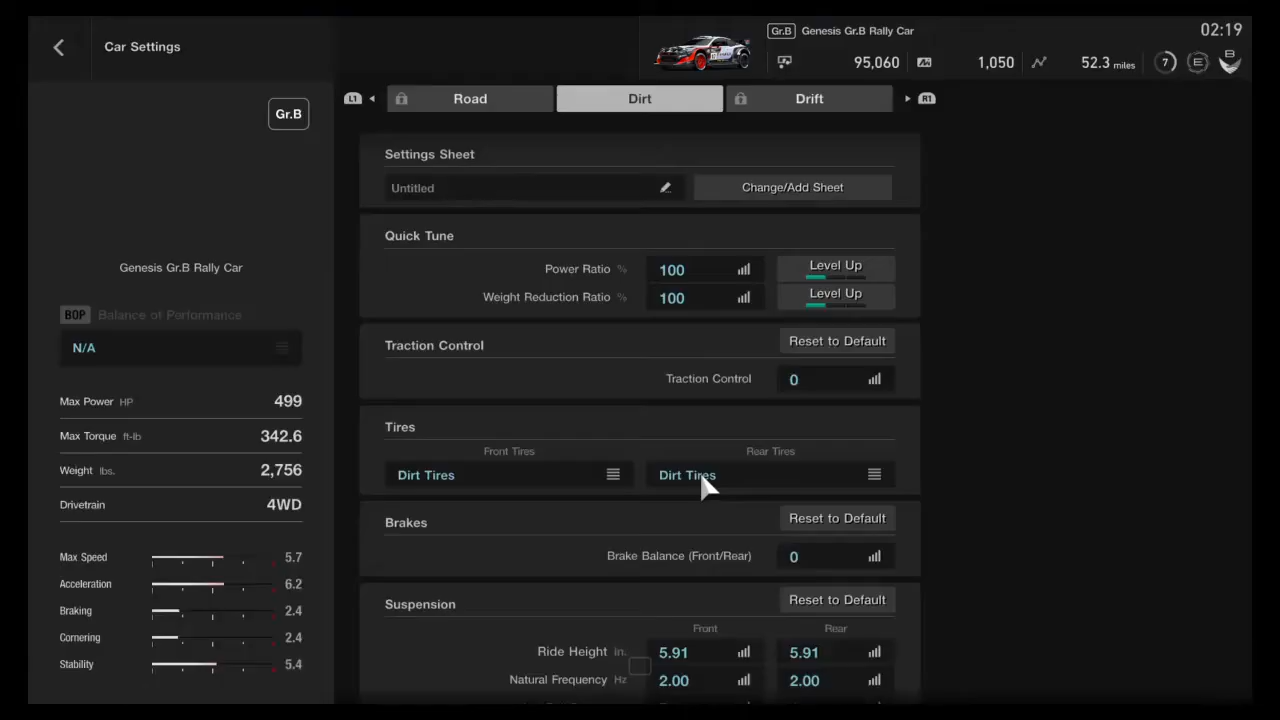 Car Settings
Gr.B Genesis Gr.B Rally Car
02:19
95,060 1,050 52.3 miles 7 E B
Gr.B
L1 Road Dirt Drift R1
Settings Sheet
Untitled Change/Add Sheet
Quick Tune
Power Ratio % 100 Level Up
Weight Reduction Ratio % 100 Level Up
Traction Control Reset to Default
Traction Control 0
Tires
Front Tires Rear Tires
Dirt Tires Dirt Tires
Brakes Reset to Default
Brake Balance (Front/Rear) 0
Suspension Reset to Default
Front Rear
Ride Height in. 5.91 5.91
Natural Frequency Hz 2.00 2.00
Genesis Gr.B Rally Car
BOP Balance of Performance
N/A
Max Power HP 499
Max Torque ft-lb 342.6
Weight lbs. 2,756
Drivetrain 4WD
Max Speed 5.7
Acceleration 6.2
Braking 2.4
Cornering 2.4
Stability 5.4